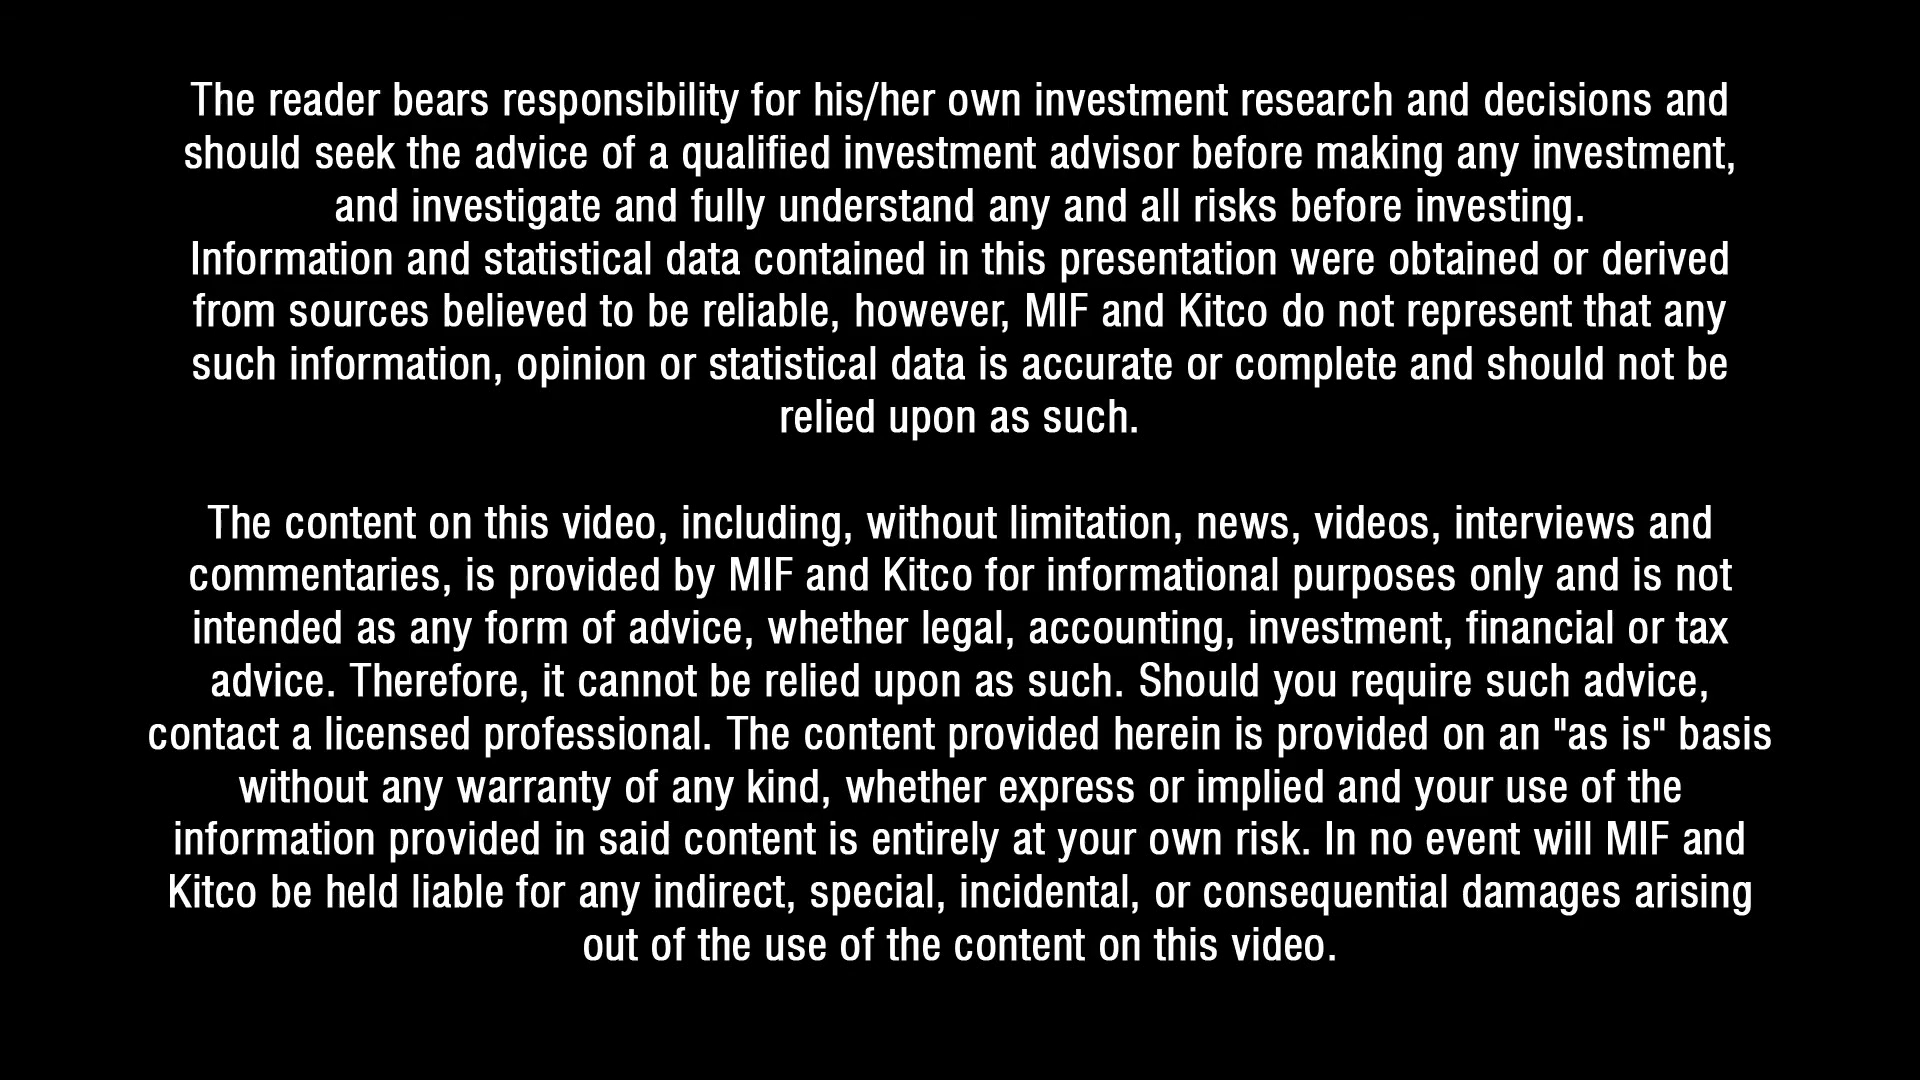 The reader bears responsibility for his/her own investment research and decisions and
should seek the advice of a qualified investment advisor before making any investment,
and investigate and fully understand any and all risks before investing.
Information and statistical data contained in this presentation were obtained or derived
from sources believed to be reliable, however, MIF and Kitco do not represent that any
such information, opinion or statistical data is accurate or complete and should not be
relied upon as such.
The content on this video, including, without limitation, news, videos, interviews and
commentaries, is provided by MIF and Kitco for informational purposes only and is not
intended as any form of advice, whether legal, accounting, investment, financial or tax
advice. Therefore, it cannot be relied upon as such. Should you require such advice,
contact a licensed professional. The content provided herein is provided on an "as is" basis
without any warranty of any kind, whether express or implied and your use of the
information provided in said content is entirely at your own risk. In no event will MIF and
Kitco be held liable for any indirect, special, incidental, or consequential damages arising
out of the use of the content on this video.